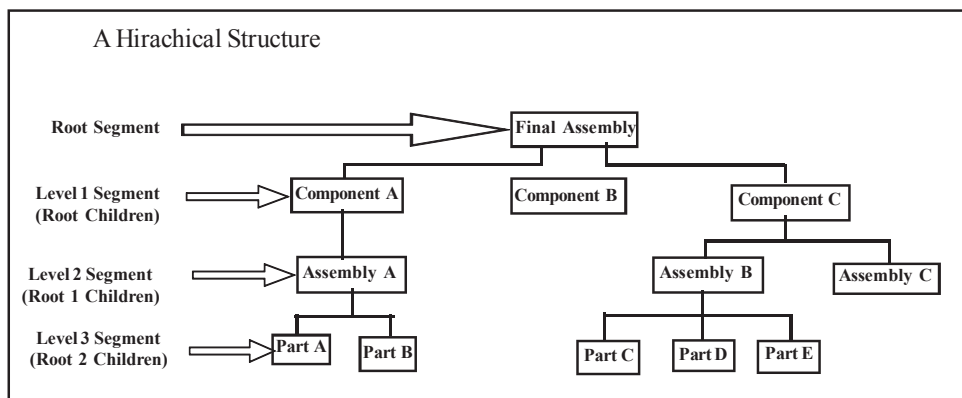 A Hirachical Structure
Root Segment
Final Assembly
Level 1 Segment
(Root Children)
Component A
Component B
Component C
Level 2 Segment
(Root 1 Children)
Assembly A
Assembly B
Assembly C
Level 3 Segment
(Root 2 Children)
Part A
Part B
Part C
Part D
Part E